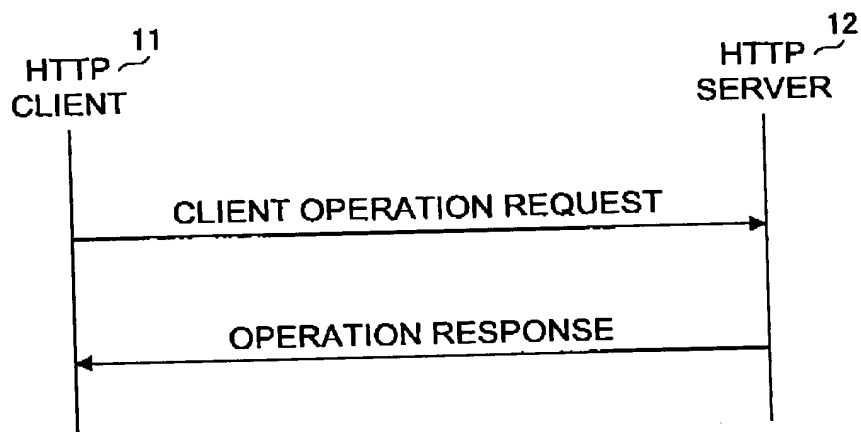 11
HTTP
CLIENT
12
HTTP
SERVER
CLIENT OPERATION REQUEST
OPERATION RESPONSE